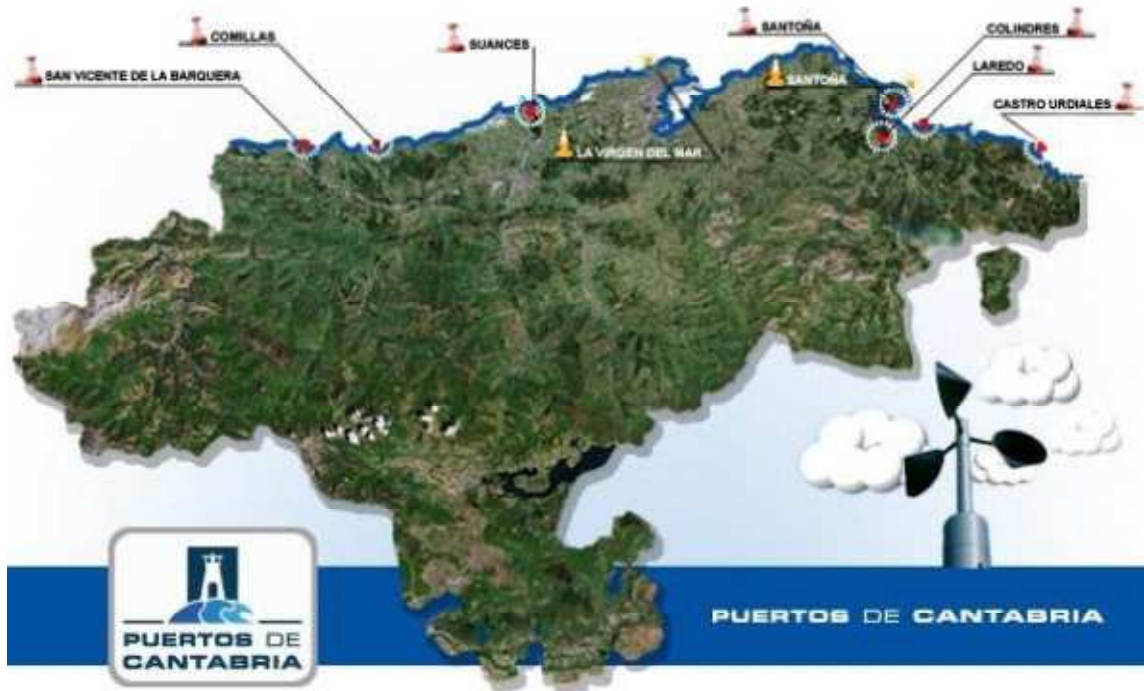 COMILLAS
SUANCES
SANTOÑA
COLINDRES
SAN VICENTE DE LA BARQUERA
SANTOÑA
LAREDO
CASTRO URDIALES
LA VIRGEN DEL MAR
PUERTOS DE
CANTABRIA
PUERTOS DE CANTABRIA